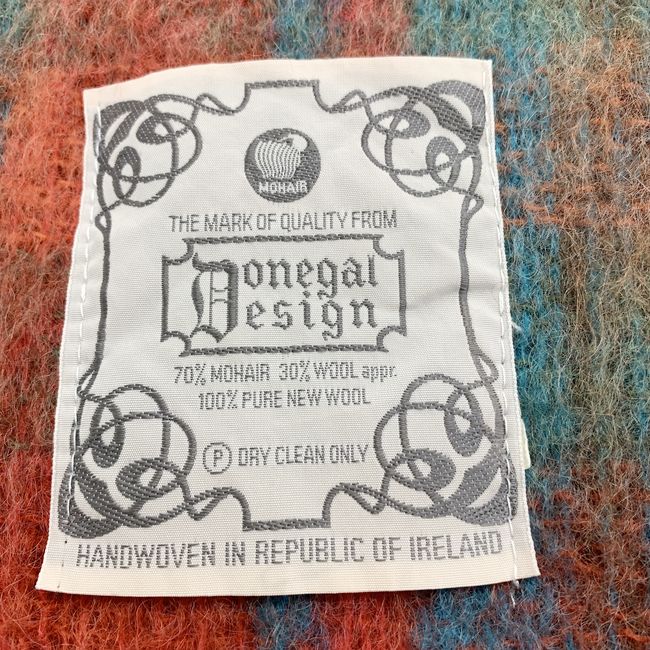 MOHAIR
THE MARK OF QUALITY FROM
Donegal
Design
70% MOHAIR 30% WOOL appr.
100% PURE NEW WOOL
P DRY CLEAN ONLY
HANDWOVEN IN REPUBLIC OF IRELAND